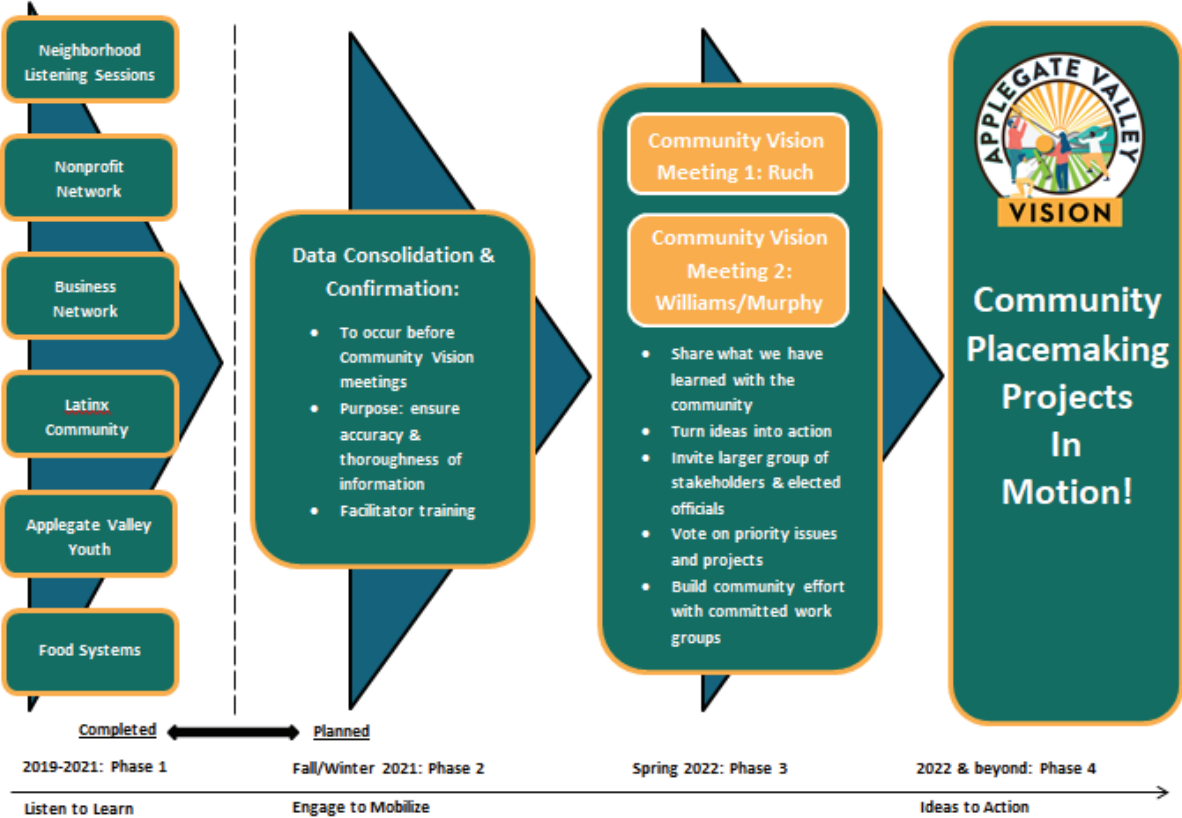 Neighborhood
Listening Sessions
Nonprofit
Network
Business
Network
Latinx
Community
Applegate Valley
Youth
Food Systems
Data Consolidation &
Confirmation:
• To occur before
Community Vision
meetings
• Purpose: ensure
accuracy &
thoroughness of
information
• Facilitator training
Community Vision
Meeting 1: Ruch
Community Vision
Meeting 2:
Williams/Murphy
• Share what we have
learned with the
community
• Turn ideas into action
• Invite larger group of
stakeholders & elected
officials
• Vote on priority issues
and projects
• Build community effort
with committed work
groups
APPLEGATE VALLEY
VISION
Community
Placemaking
Projects
In
Motion!
Completed
Planned
2019-2021: Phase 1
Fall/Winter 2021: Phase 2
Spring 2022: Phase 3
2022 & beyond: Phase 4
Listen to Learn
Engage to Mobilize
Ideas to Action